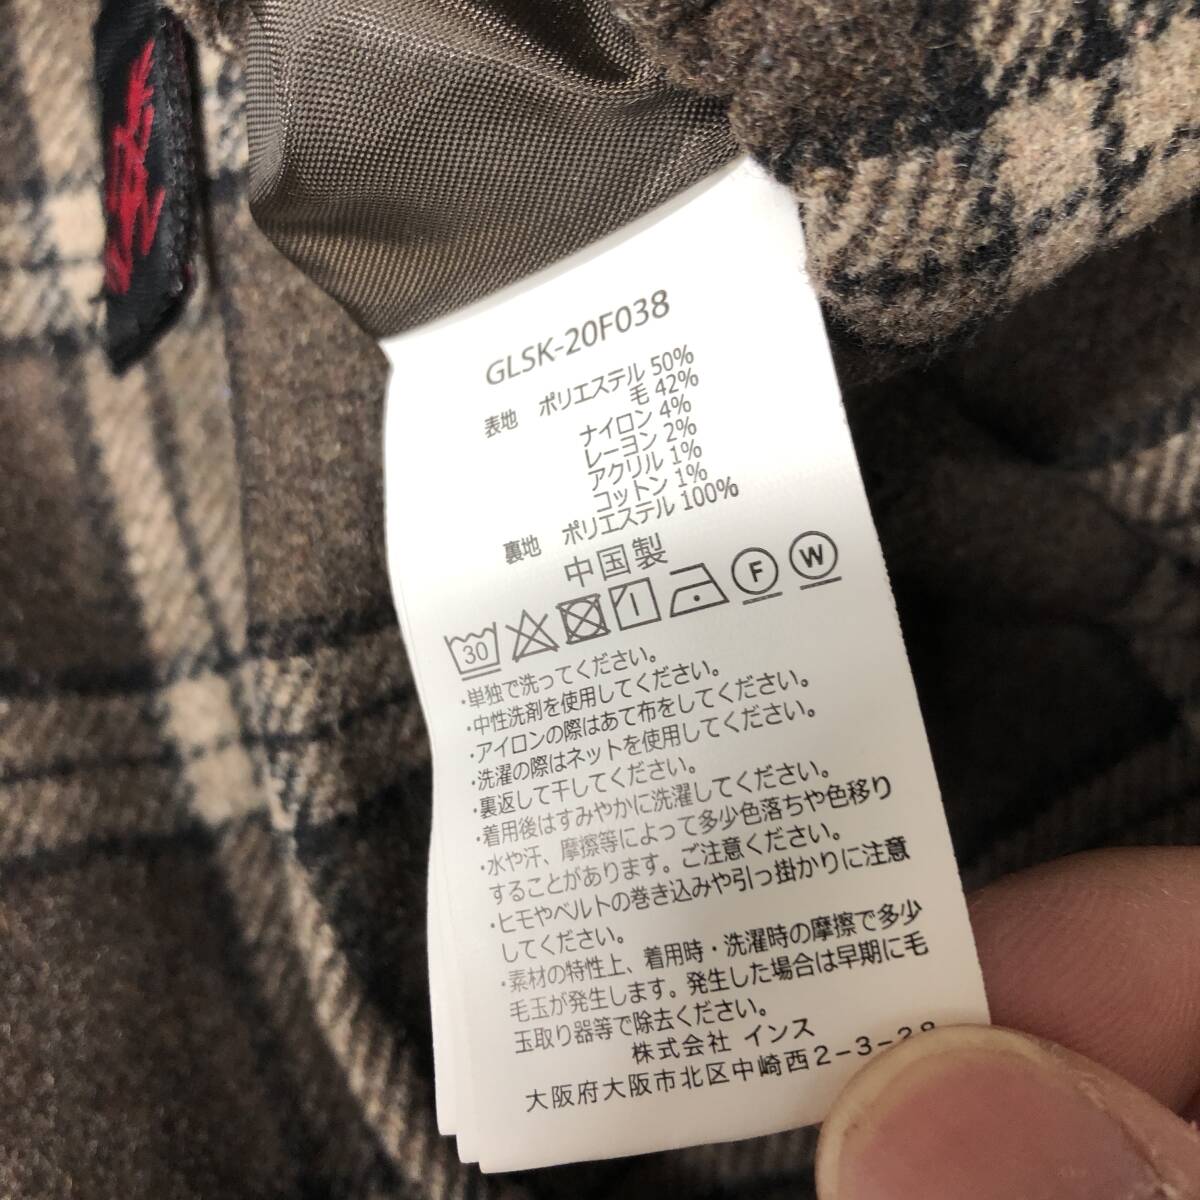 GLSK-20F038
表地 ポリエステル 50%
毛 42%
ナイロン 4%
レーヨン 2%
アクリル 1%
コットン 1%
裏地 ポリエステル 100%
中国製
30 F W
・単独で洗ってください。
・中性洗剤を使用してください。
・アイロンの際はあて布をしてください。
・洗濯の際はネットを使用してください。
・裏返して干してください。
・着用後はすみやかに洗濯してください。
・水や汗、摩擦等によって多少色落ちや色移り
することがあります。ご注意ください。
・ヒモやベルトの巻き込みや引っ掛かりに注意
してください。
・素材の特性上、着用時・洗濯時の摩擦で多少
毛玉が発生します。発生した場合は早期に毛
玉取り器等で除去ください。
株式会社 インス
大阪府大阪市北区中崎西2-3-28